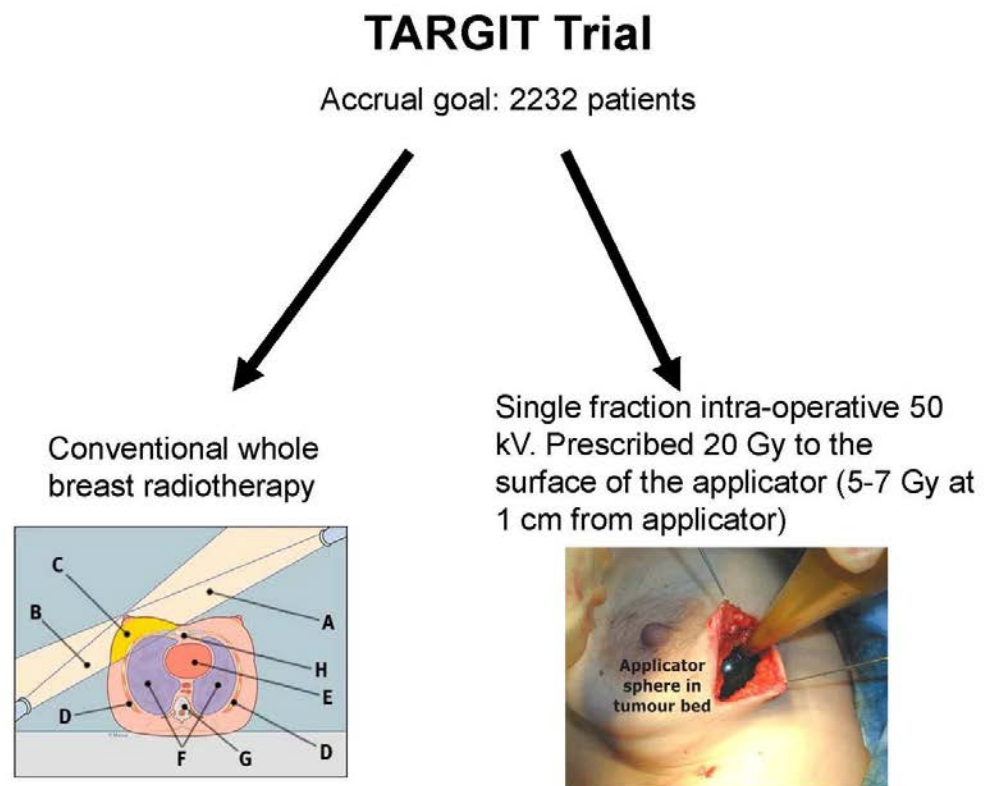 TARGIT Trial
Accrual goal: 2232 patients
Conventional whole
breast radiotherapy
Single fraction intra-operative 50
kV. Prescribed 20 Gy to the
surface of the applicator (5-7 Gy at
1 cm from applicator)
C
B
A
H
E
D
F
G
D
Applicator
sphere in
tumour bed